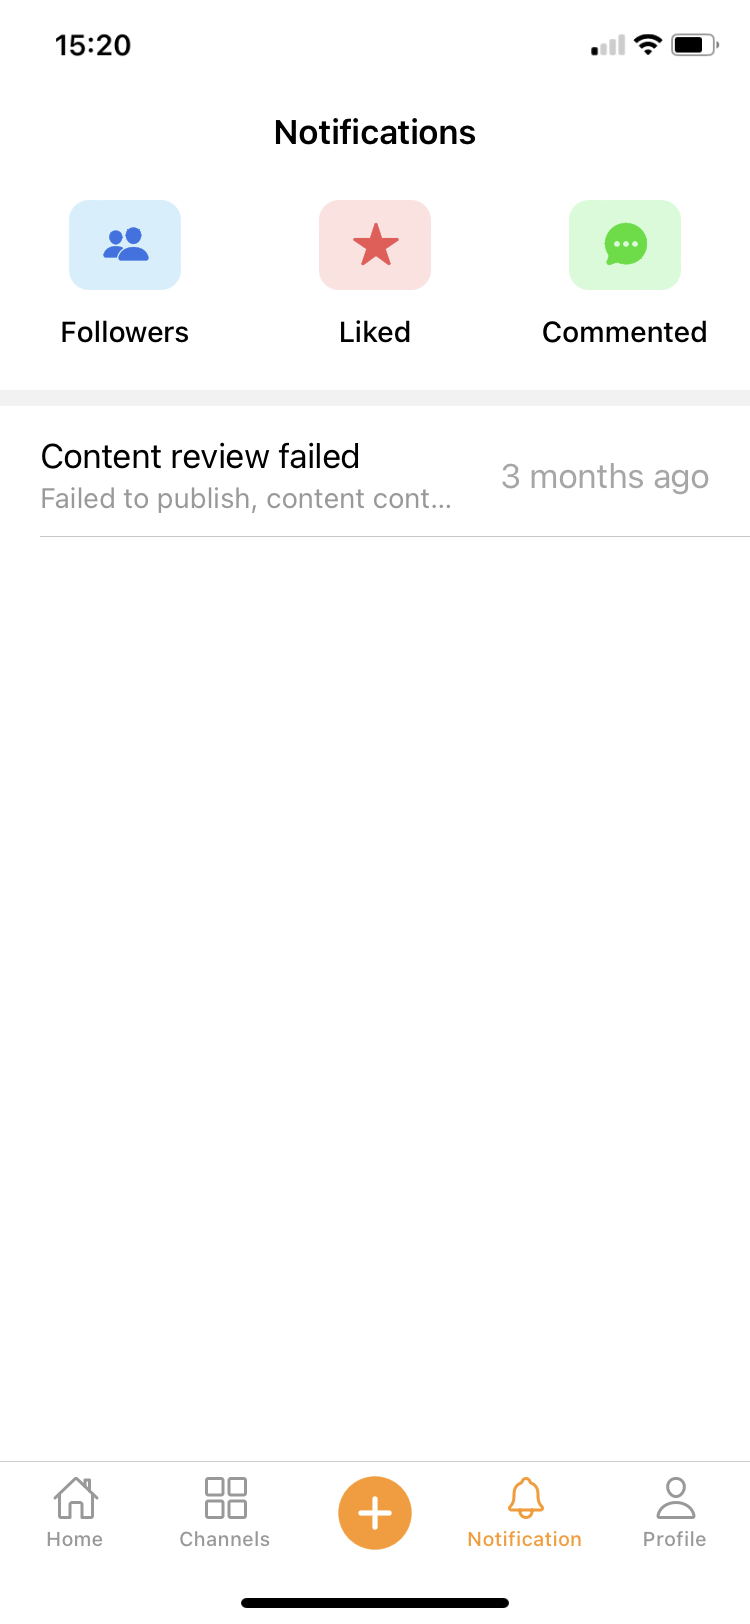 15:20
Notifications
Followers
Liked
Commented
Content review failed
Failed to publish, content cont...
3 months ago
Home
Channels
Notification
Profile